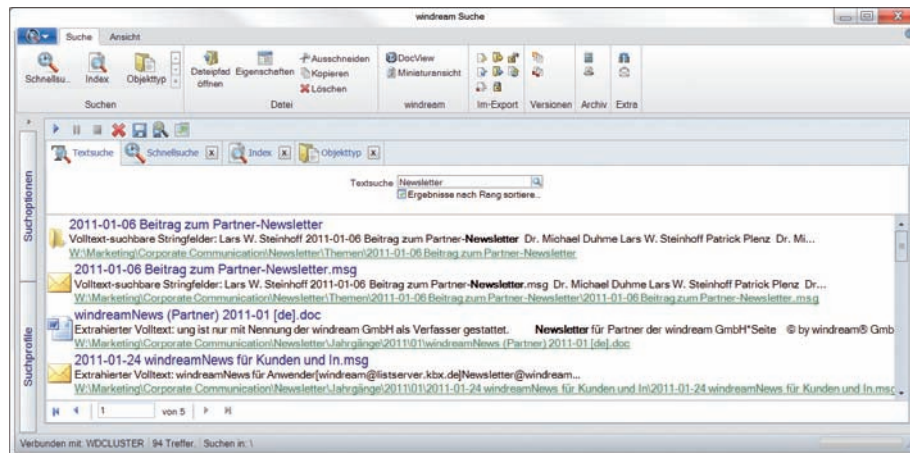 windream Suche
Suche Ansicht
Schnellsu... Index Objekttyp
Dateipfad öffnen Eigenschaften
Ausschneiden
Kopieren
Löschen
DocView
Miniaturansicht
Suchen Datei windream Im-Export Versionen Archiv Extra
Suchoptionen
Suchprofile
Textsuche Schnellsuche Index Objekttyp
Textsuche Newsletter
Ergebnisse nach Rang sortiere...
2011-01-06 Beitrag zum Partner-Newsletter
Volltext-suchbare Stringfelder: Lars W. Steinhoff 2011-01-06 Beitrag zum Partner-Newsletter Dr. Michael Duhme Lars W. Steinhoff Patrick Plenz Dr. Mi...
W:\Marketing\Corporate Communication\Newsletter\Themen\2011-01-06 Beitrag zum Partner-Newsletter
2011-01-06 Beitrag zum Partner-Newsletter.msg
Volltext-suchbare Stringfelder: Lars W. Steinhoff 2011-01-06 Beitrag zum Partner-Newsletter.msg Dr. Michael Duhme Lars W. Steinhoff Patrick Plenz Dr...
W:\Marketing\Corporate Communication\Newsletter\Themen\2011-01-06 Beitrag zum Partner-Newsletter\2011-01-06 Beitrag zum Partner-Newsletter.msg
windreamNews (Partner) 2011-01 [de].doc
Extrahierter Volltext: ung ist nur mit Nennung der windream GmbH als Verfasser gestattet. Newsletter für Partner der windream GmbH"Seite © by windream® Gmb
W:\Marketing\Corporate Communication\Newsletter\Jahrgänge\2011\01\windreamNews (Partner) 2011-01 [de].doc
2011-01-24 windreamNews für Kunden und In.msg
Extrahierter Volltext: windreamNews für Anwender[windream@listserver.kbx.de]Newsletter@windream...
W:\Marketing\Corporate Communication\Newsletter\Jahrgänge\2011\01\2011-01-24 windreamNews für Kunden und In\2011-01-24 windreamNews für Kunden und In.msg
1 von 5
Verbunden mit: WDCLUSTER 94 Treffer. Suchen in: \